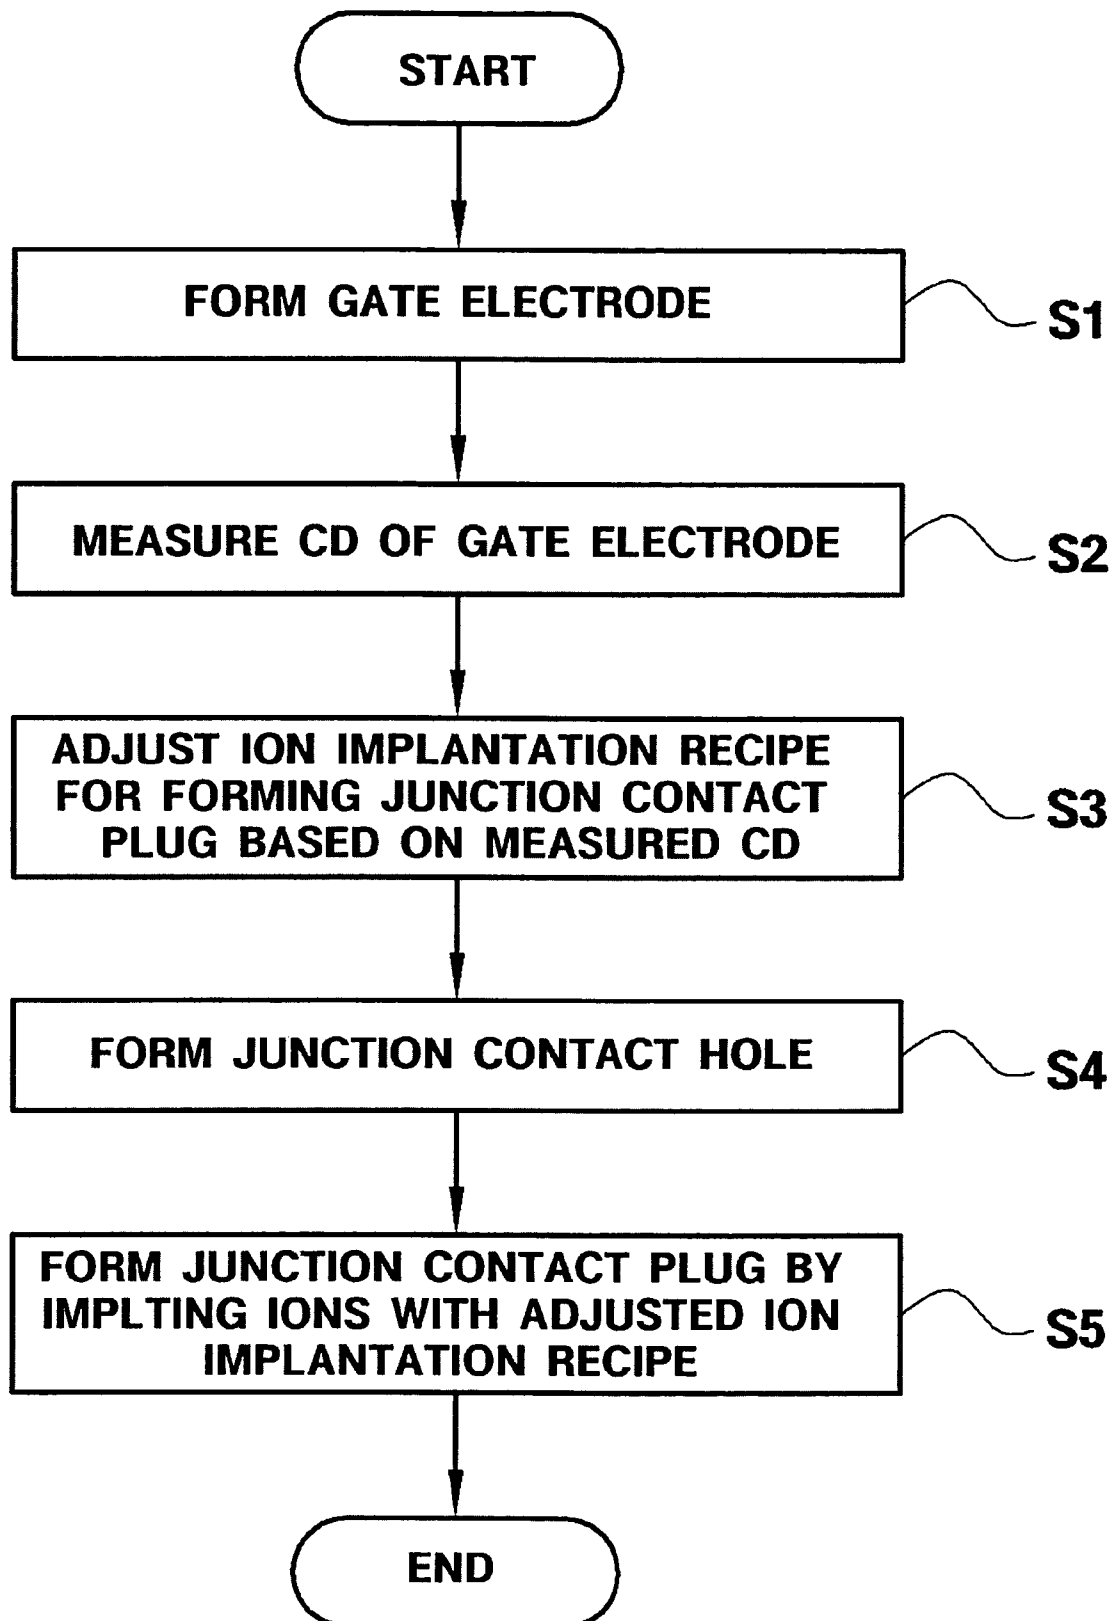 START
FORM GATE ELECTRODE
S1
MEASURE CD OF GATE ELECTRODE
S2
ADJUST ION IMPLANTATION RECIPE
FOR FORMING JUNCTION CONTACT
PLUG BASED ON MEASURED CD
S3
FORM JUNCTION CONTACT HOLE
S4
FORM JUNCTION CONTACT PLUG BY
IMPLTING IONS WITH ADJUSTED ION
IMPLANTATION RECIPE
S5
END